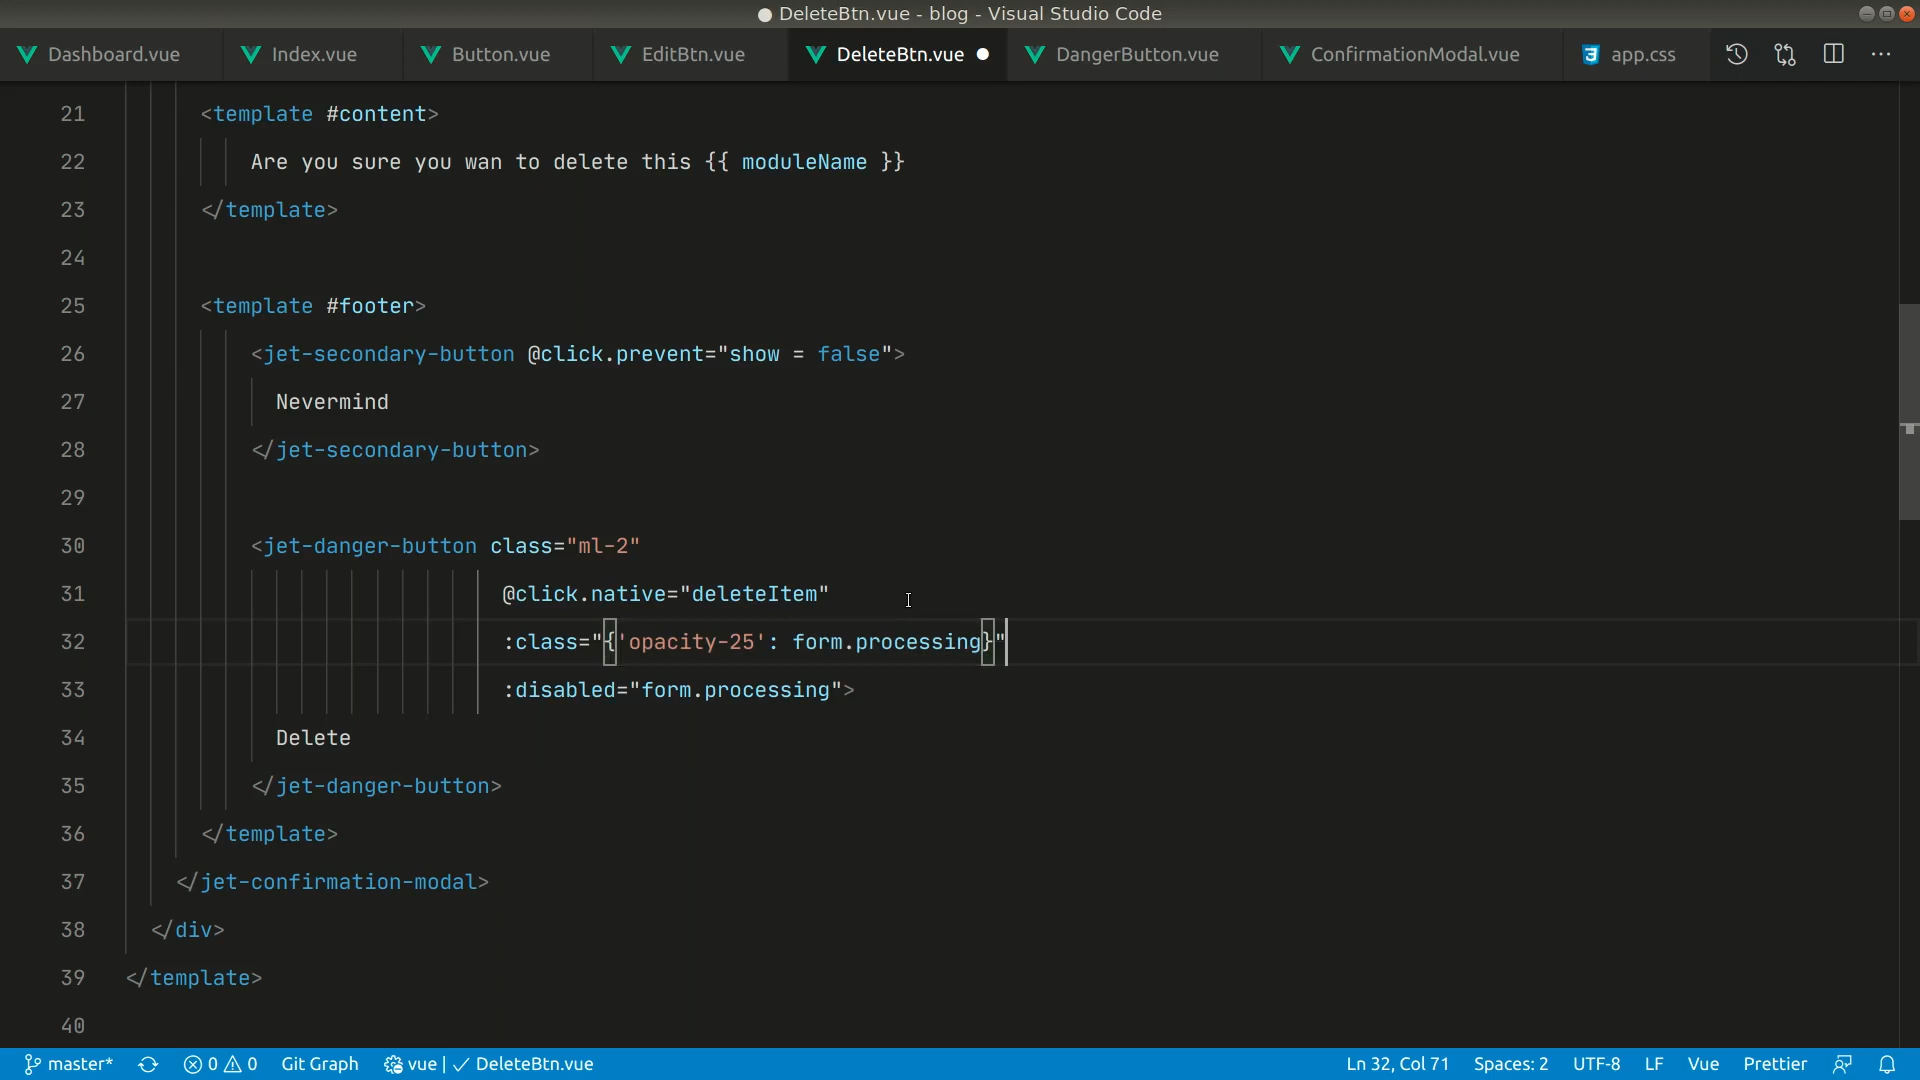 DeleteBtn.vue - blog - Visual Studio Code
Dashboard.vue Index.vue Button.vue EditBtn.vue DeleteBtn.vue DangerButton.vue ConfirmationModal.vue app.css
21 <template #content>
22 Are you sure you wan to delete this {{ moduleName }}
23 </template>
24
25 <template #footer>
26 <jet-secondary-button @click.prevent="show = false">
27 Nevermind
28 </jet-secondary-button>
29
30 <jet-danger-button class="ml-2"
31 @click.native="deleteItem"
32 :class="{'opacity-25': form.processing}"
33 :disabled="form.processing">
34 Delete
35 </jet-danger-button>
36 </template>
37 </jet-confirmation-modal>
38 </div>
39 </template>
40
master* 0 0 Git Graph vue | ✓ DeleteBtn.vue Ln 32, Col 71 Spaces: 2 UTF-8 LF Vue Prettier